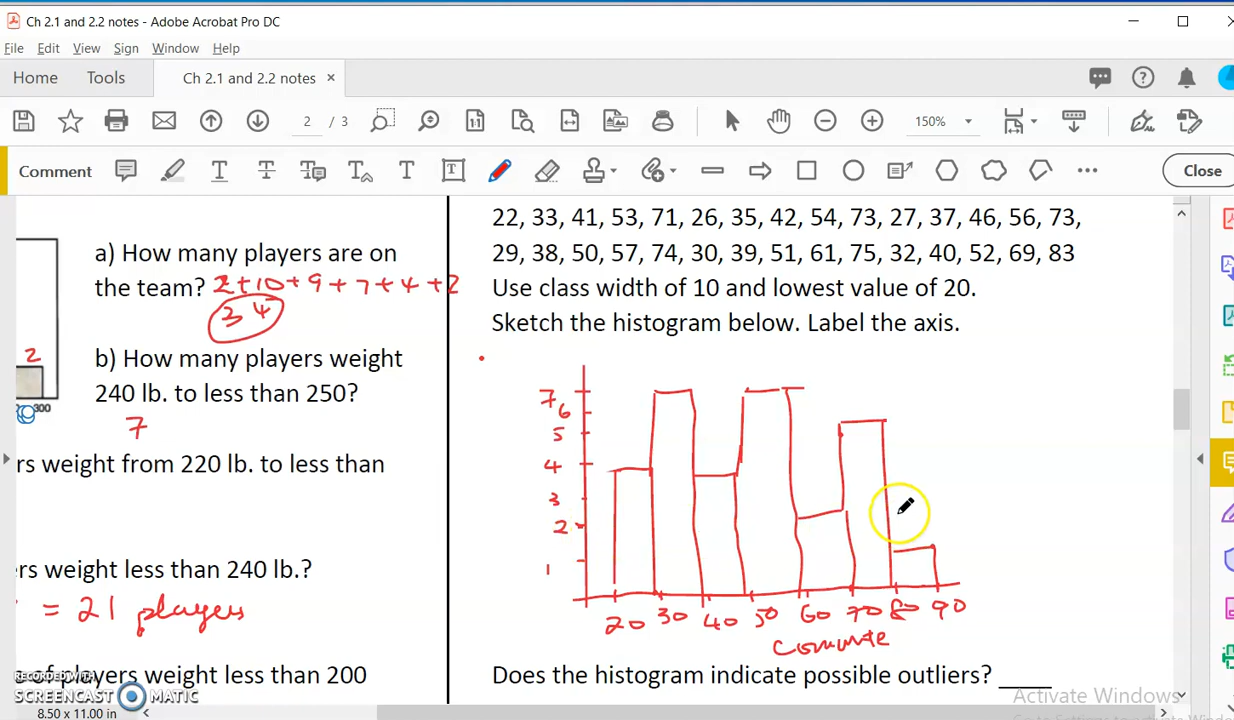 Ch 2.1 and 2.2 notes - Adobe Acrobat Pro DC
File Edit View Sign Window Help
Home Tools Ch 2.1 and 2.2 notes ×
2 / 3 150%
Comment Close
a) How many players are on
the team? 2+10+9+7+4+2
34
b) How many players weight
240 lb. to less than 250?
7
rs weight from 220 lb. to less than
rs weight less than 240 lb.?
= 21 players
of players weight less than 200
2
300
22, 33, 41, 53, 71, 26, 35, 42, 54, 73, 27, 37, 46, 56, 73,
29, 38, 50, 57, 74, 30, 39, 51, 61, 75, 32, 40, 52, 69, 83
Use class width of 10 and lowest value of 20.
Sketch the histogram below. Label the axis.
7
6
5
4
3
2
1
20 30 40 50 60 70 80 90
Commute
Does the histogram indicate possible outliers? ____
RECORDED WITH
SCREENCAST MATIC
Activate Windows
8.50 x 11.00 in